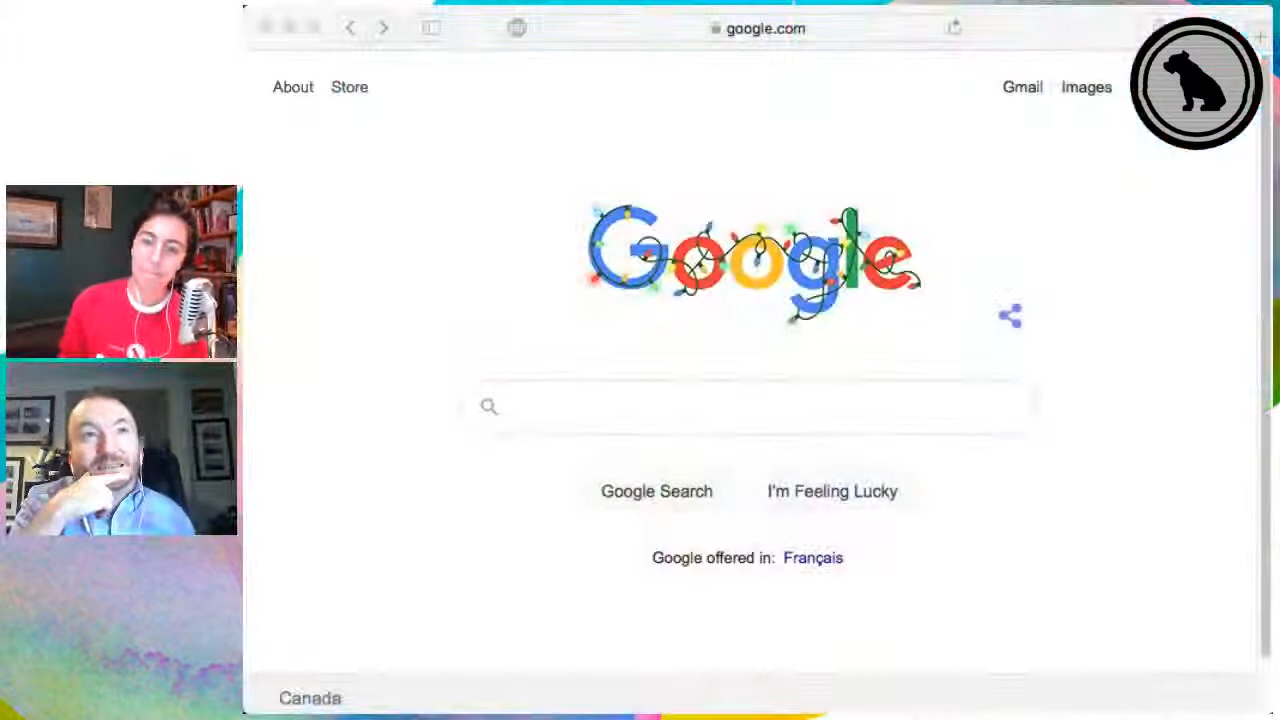 google.com
About Store
Gmail Images
Google
Google Search I'm Feeling Lucky
Google offered in: Français
Canada